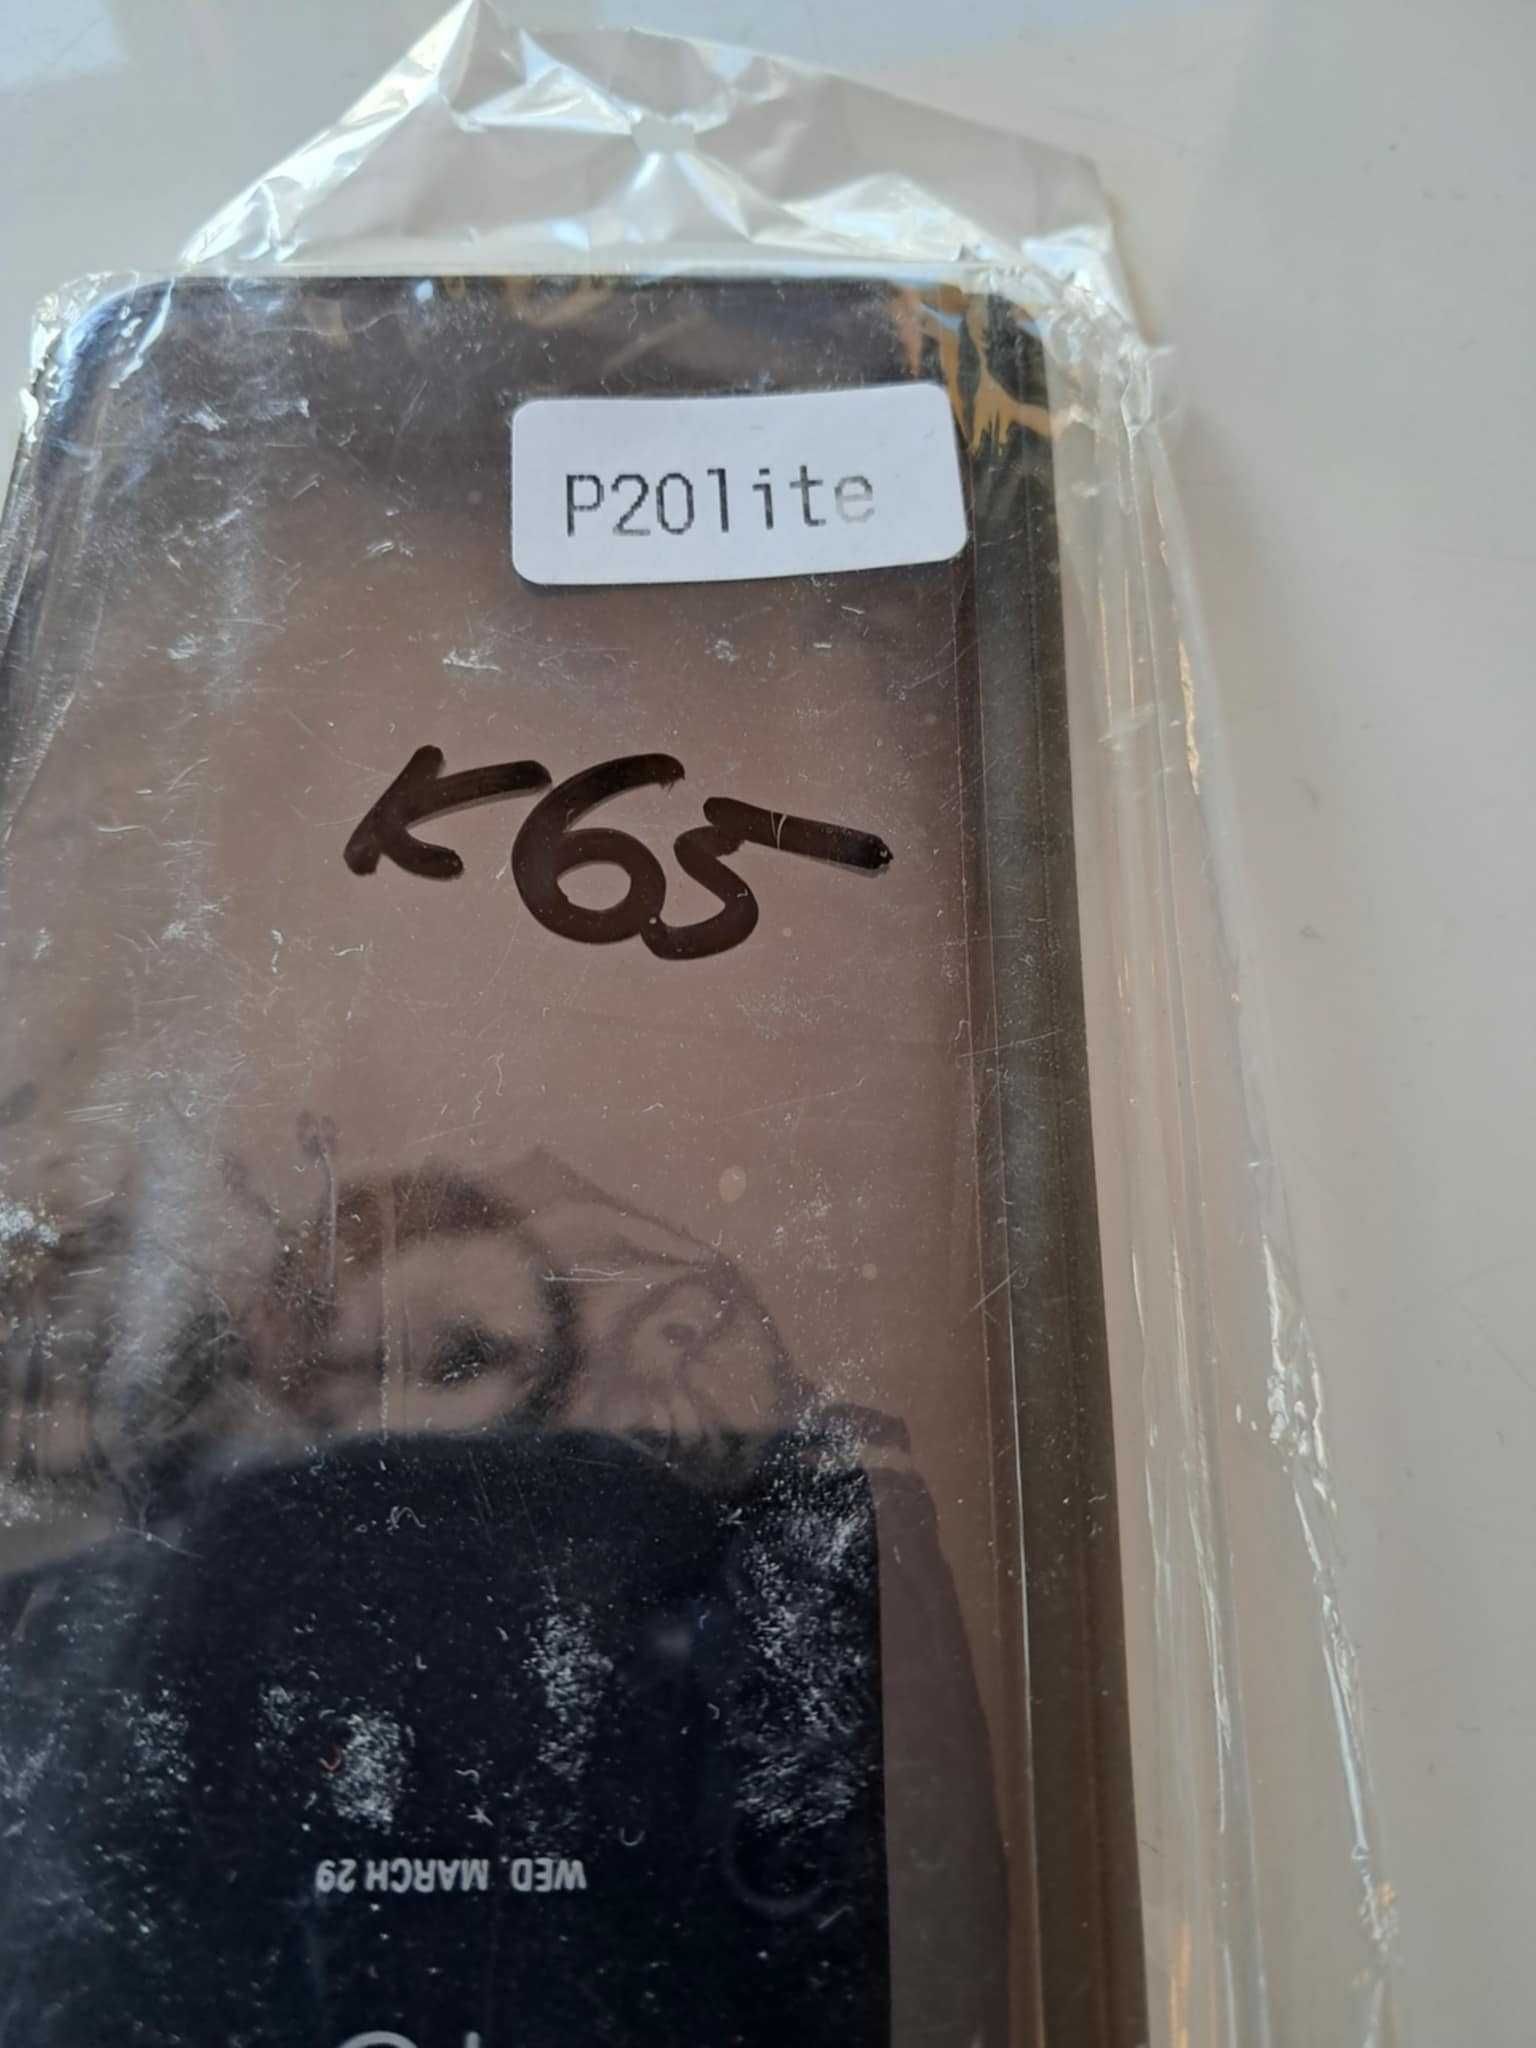 P20lite
K65
WED. MARCH 29